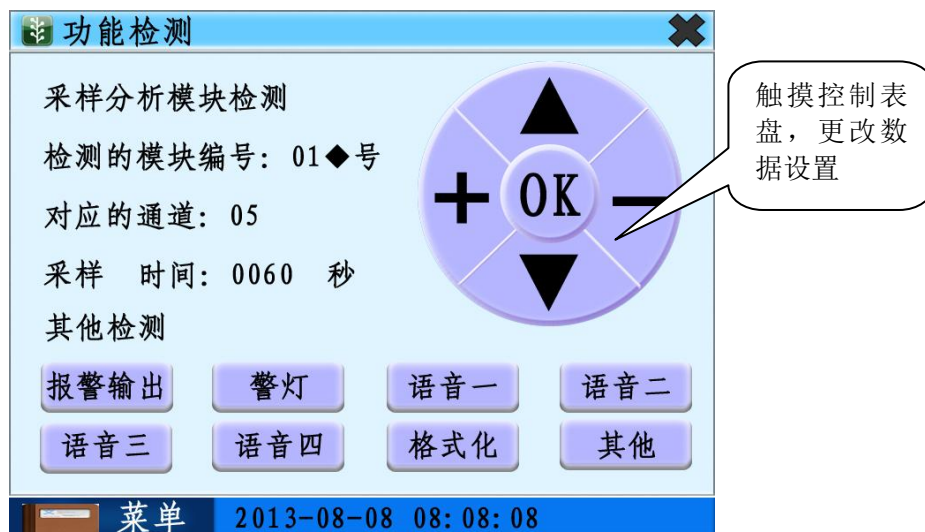 功能检测
采样分析模块检测
检测的模块编号: 01◆号
对应的通道: 05
采样 时间: 0060 秒
其他检测
+ OK −
触摸控制表
盘，更改数
据设置
报警输出 警灯 语音一 语音二
语音三 语音四 格式化 其他
菜单 2013-08-08 08:08:08